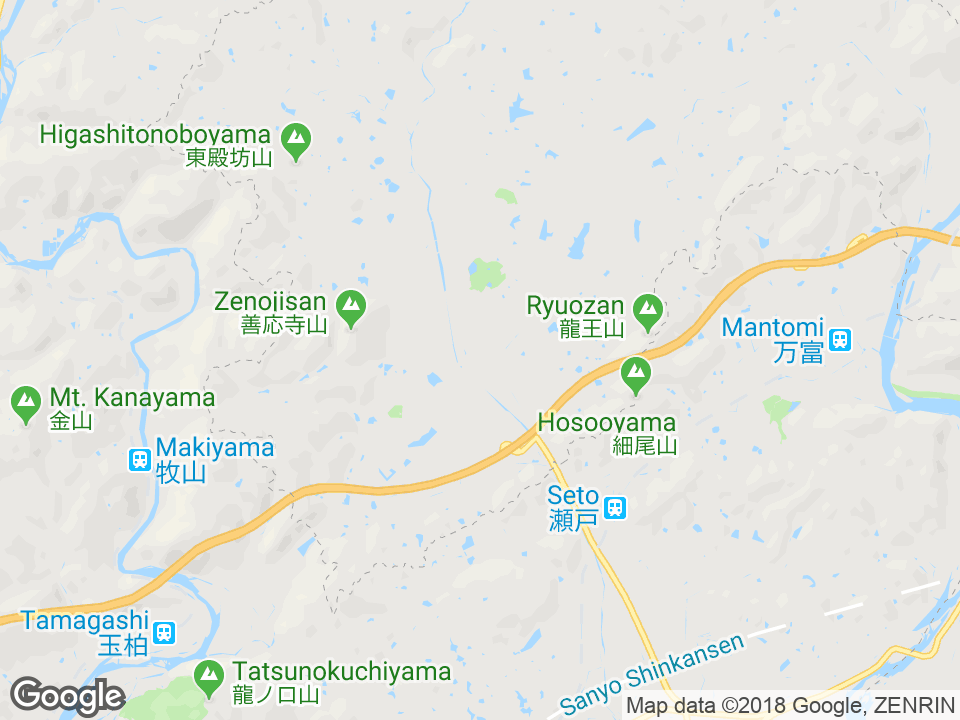 Higashitonoboyama
東殿坊山
Zenojisan
善応寺山
Ryuozan
龍王山
Mantomi
万富
Mt. Kanayama
金山
Hosooyama
細尾山
Makiyama
牧山
Seto
瀬戸
Tamagashi
玉柏
Tatsunokuchiyama
龍ノ口山
Sanyo Shinkansen
Google
Map data ©2018 Google, ZENRIN